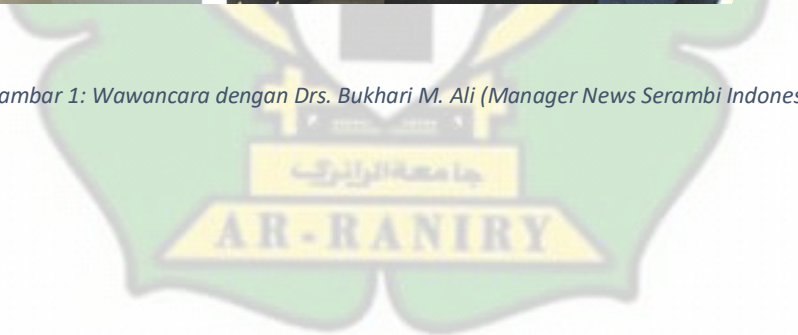 ambar 1: Wawancara dengan Drs. Bukhari M. Ali (Manager News Serambi Indones
جامعة الرانري
AR-RANIRY